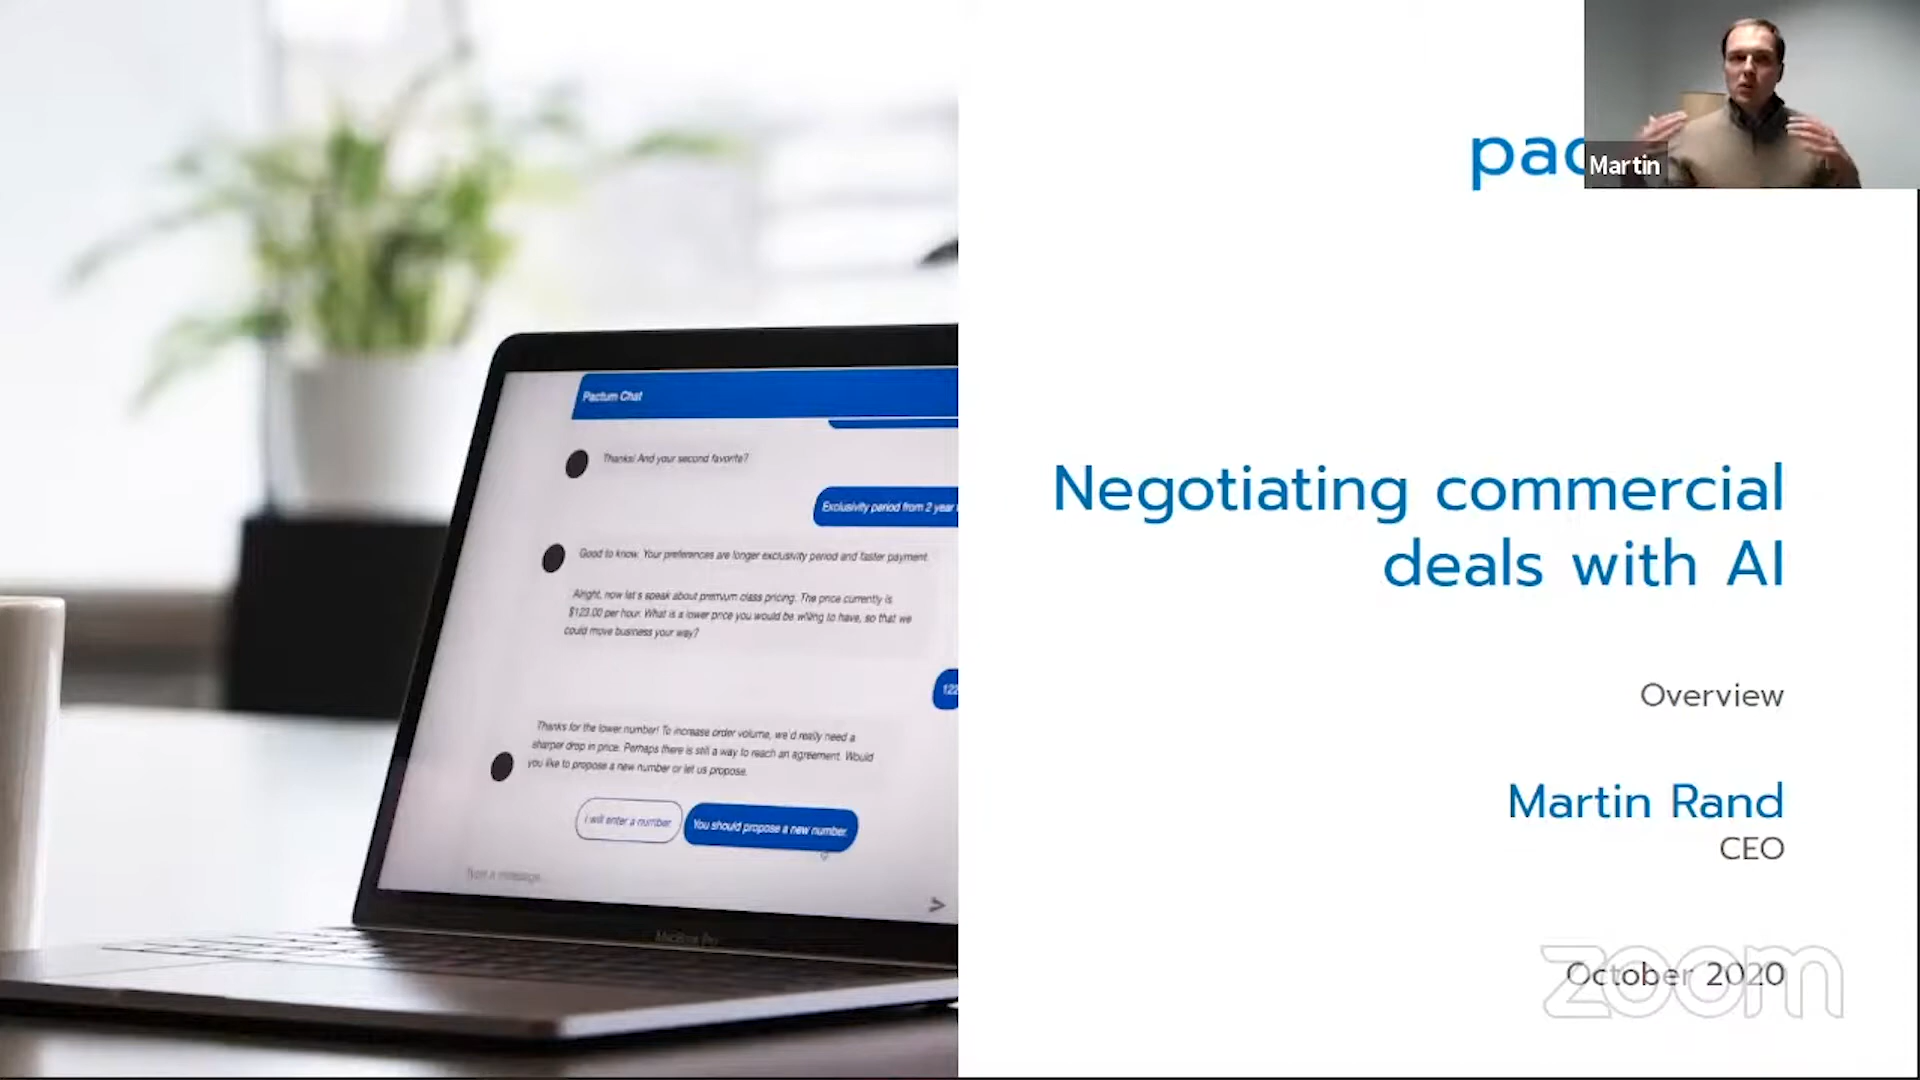 Pactum Chat
Thanks! And your second favorite?
Exclusivity period from 2 year
Good to know. Your preferences are longer exclusivity period and faster payment.
Alright, now let's speak about premium class pricing. The price currently is
$123.00 per hour. What is a lower price you would be willing to have, so that we
could move business your way?
122
Thanks for the lower number! To increase order volume, we'd really need a
sharper drop in price. Perhaps there is still a way to reach an agreement. Would
you like to propose a new number or let us propose.
I will enter a number.
You should propose a new number.
MacBook Pro
pac
Martin
Negotiating commercial
deals with AI
Overview
Martin Rand
CEO
October 2020
zoom